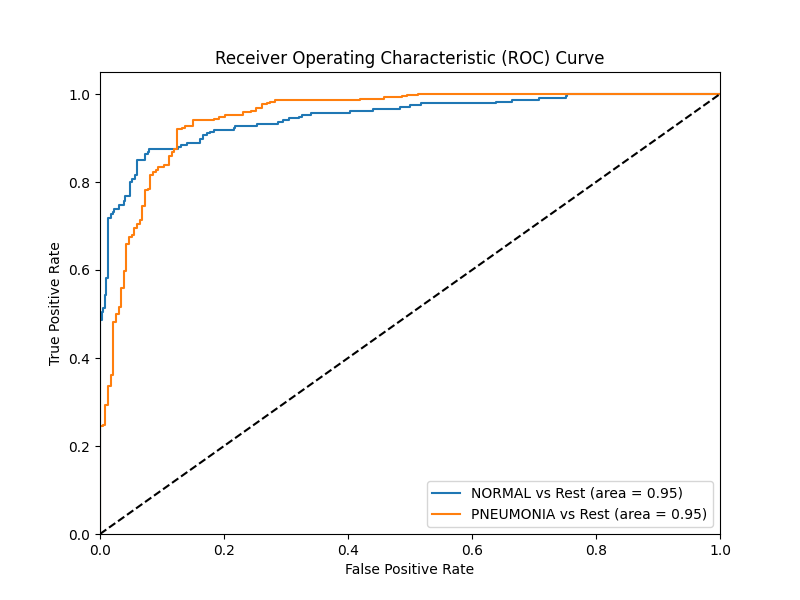 Receiver Operating Characteristic (ROC) Curve
True Positive Rate
1.0
0.8
0.6
0.4
0.2
0.0
NORMAL vs Rest (area = 0.95)
PNEUMONIA vs Rest (area = 0.95)
0.0 0.2 0.4 0.6 0.8 1.0
False Positive Rate